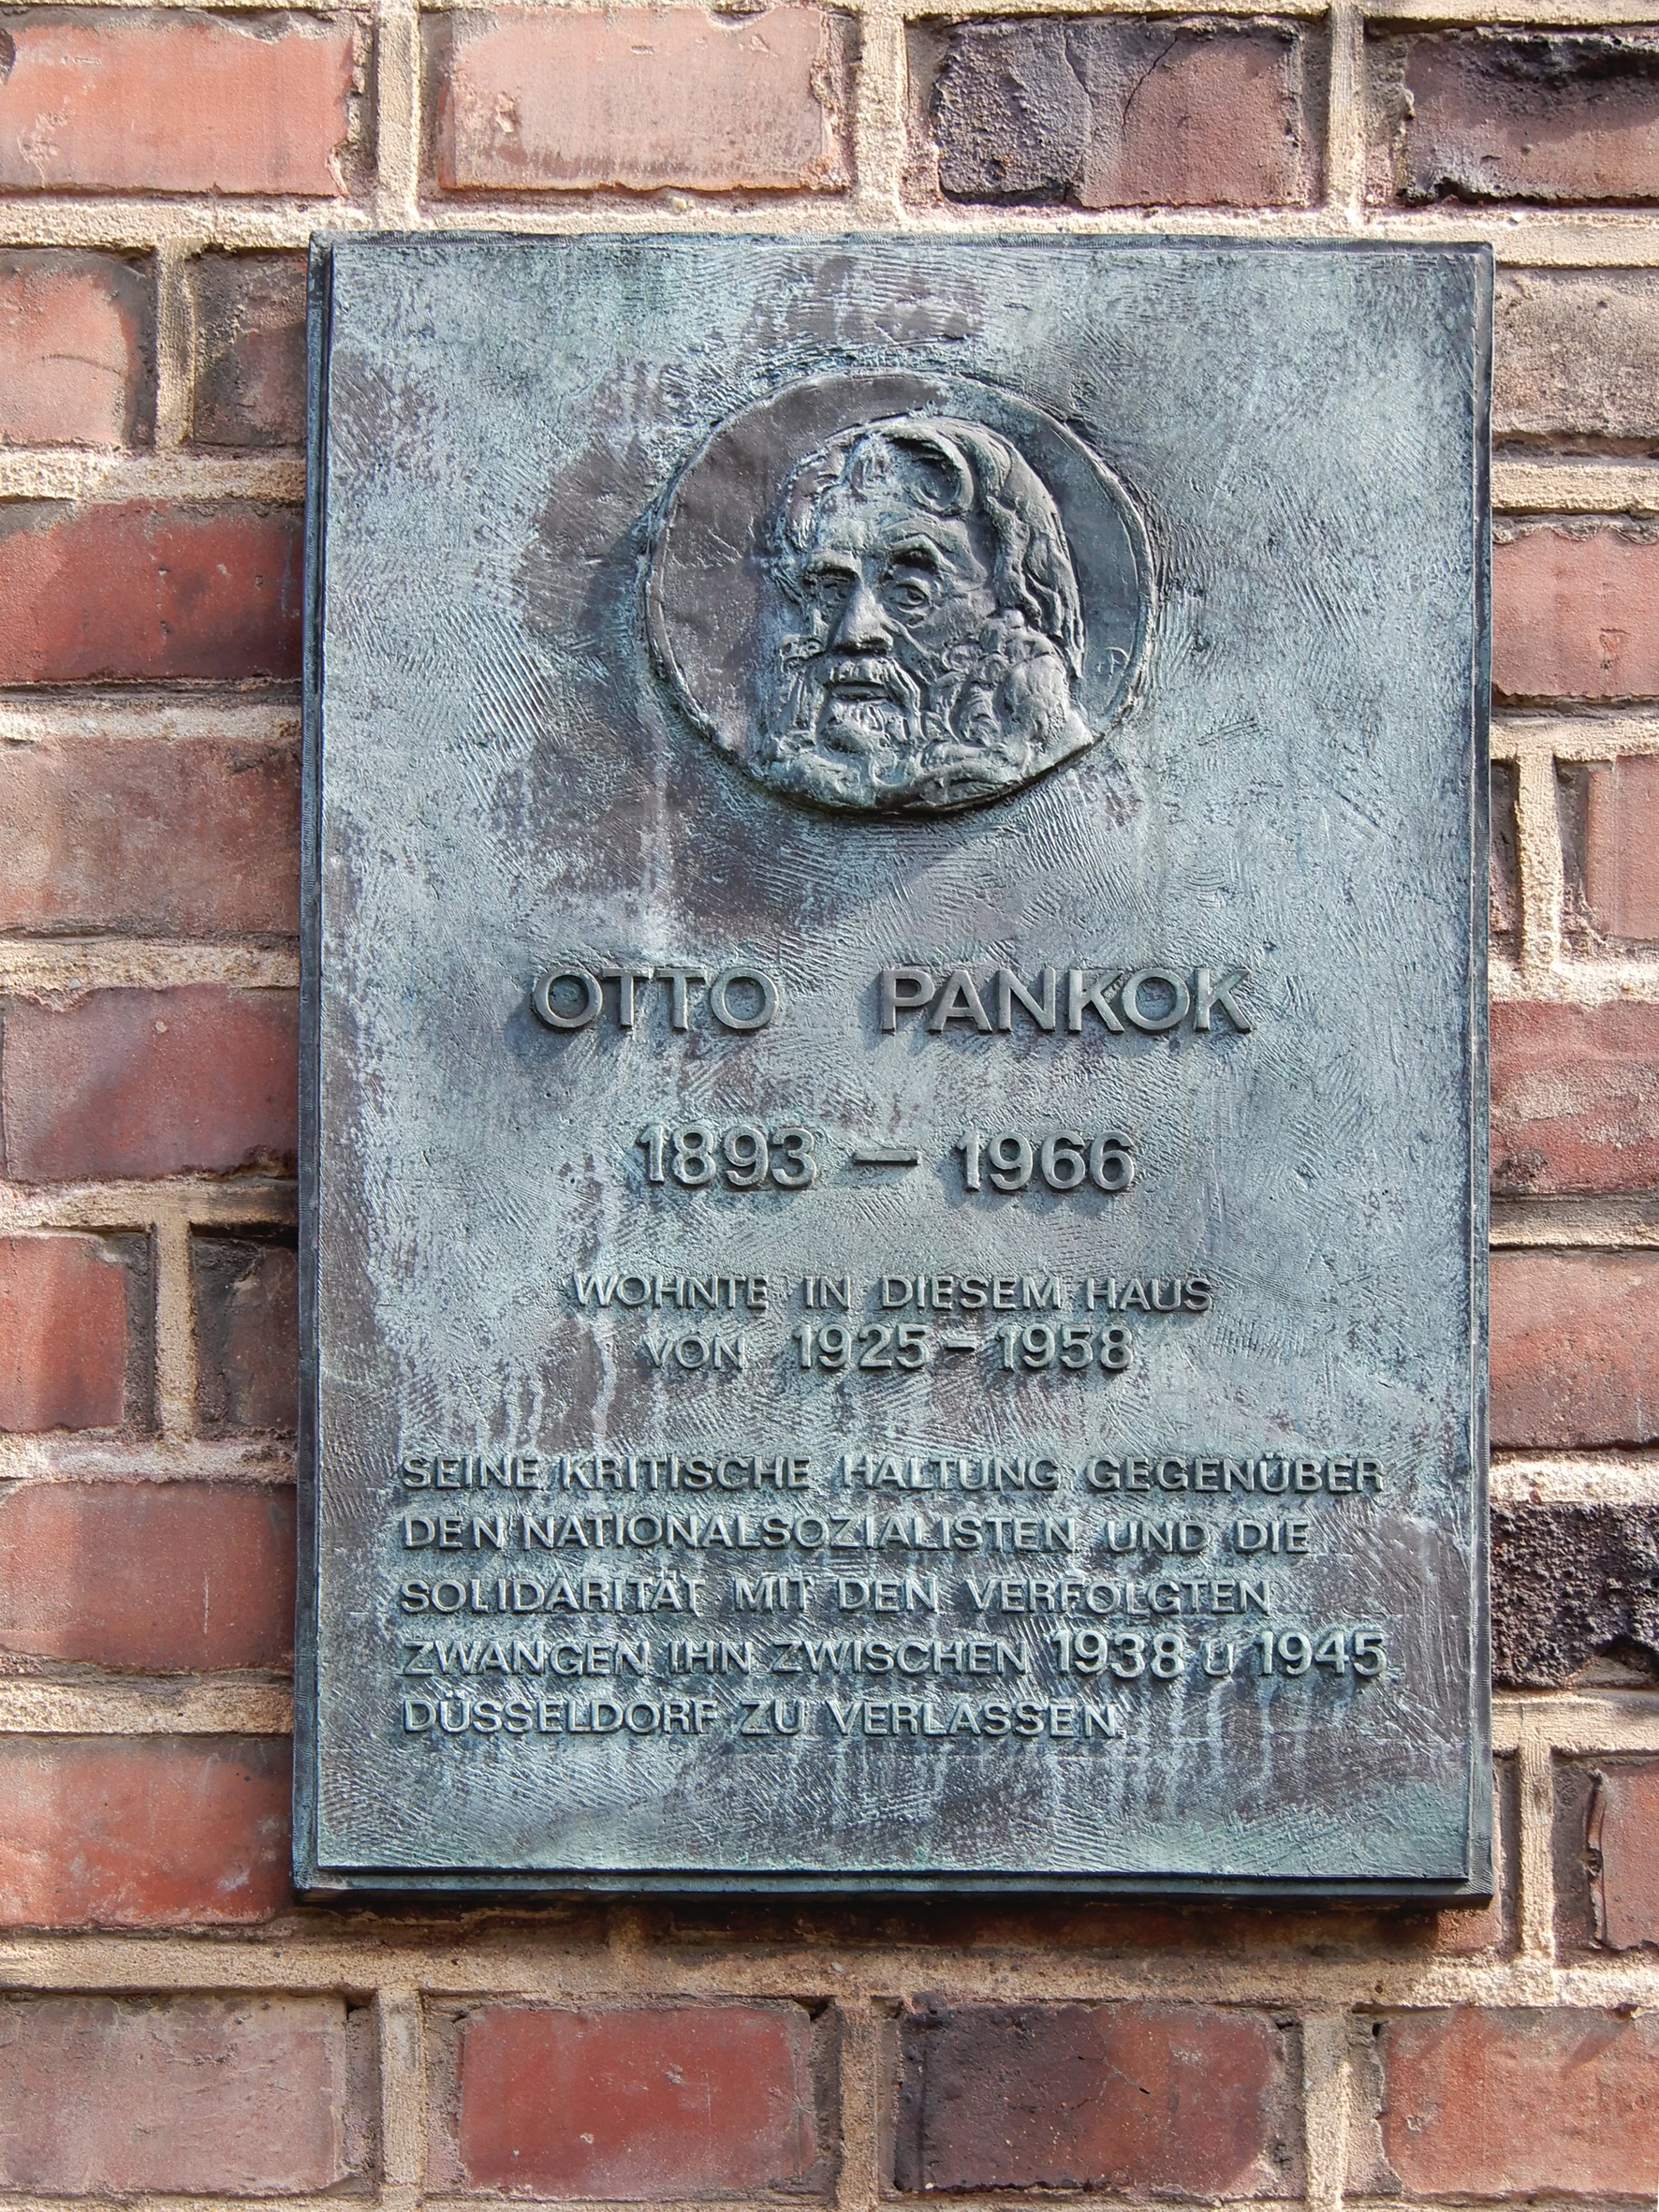 OTTO PANKOK
1893 – 1966
WOHNTE IN DIESEM HAUS
VON 1925 – 1958
SEINE KRITISCHE HALTUNG GEGENÜBER
DEN NATIONALSOZIALISTEN UND DIE
SOLIDARITÄT MIT DEN VERFOLGTEN
ZWANGEN IHN ZWISCHEN 1938 U 1945
DÜSSELDORF ZU VERLASSEN.